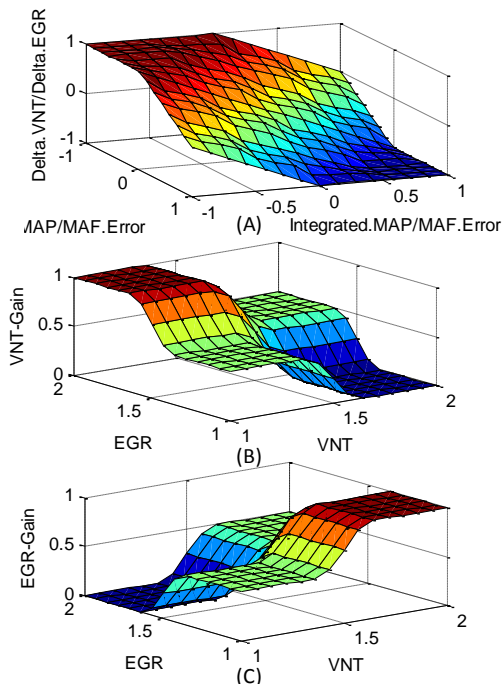 Delta.VNT/Delta.EGR
1
0
-1
-1
0
1
-1
-0.5
0
0.5
1
MAP/MAF.Error
(A)
Integrated.MAP/MAF.Error
VNT-Gain
1
0.5
0
2
1.5
1
1
1.5
2
EGR
(B)
VNT
EGR-Gain
1
0.5
0
2
1.5
1
1
1.5
2
EGR
(C)
VNT